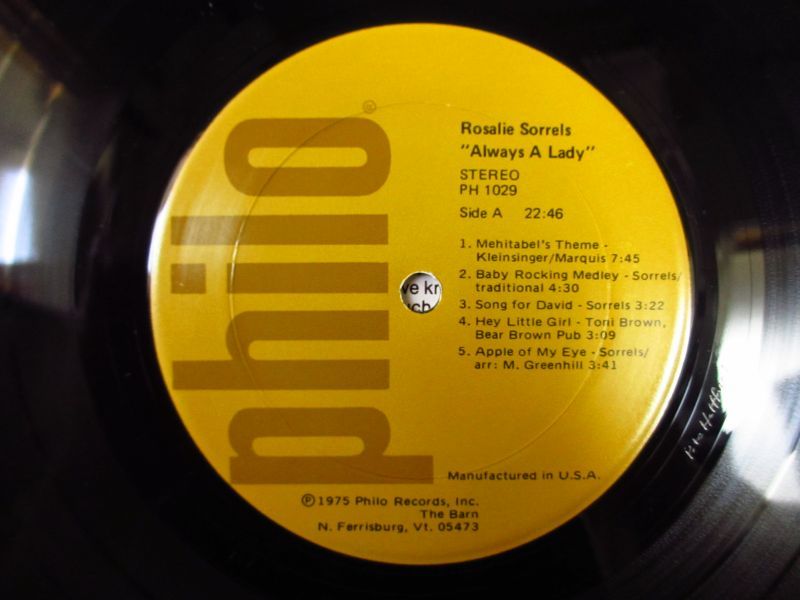 philo®
Rosalie Sorrels
"Always A Lady"
STEREO
PH 1029
Side A 22:46
1. Mehitabel's Theme -
Kleinsinger/Marquis 7:45
2. Baby Rocking Medley - Sorrels/
traditional 4:30
3. Song for David - Sorrels 3:22
4. Hey Little Girl - Toni Brown,
Bear Brown Pub 3:09
5. Apple of My Eye - Sorrels/
arr: M. Greenhill 3:41
Manufactured in U.S.A.
℗1975 Philo Records, Inc.
The Barn
N. Ferrisburg, Vt. 05473
ve kr
uch